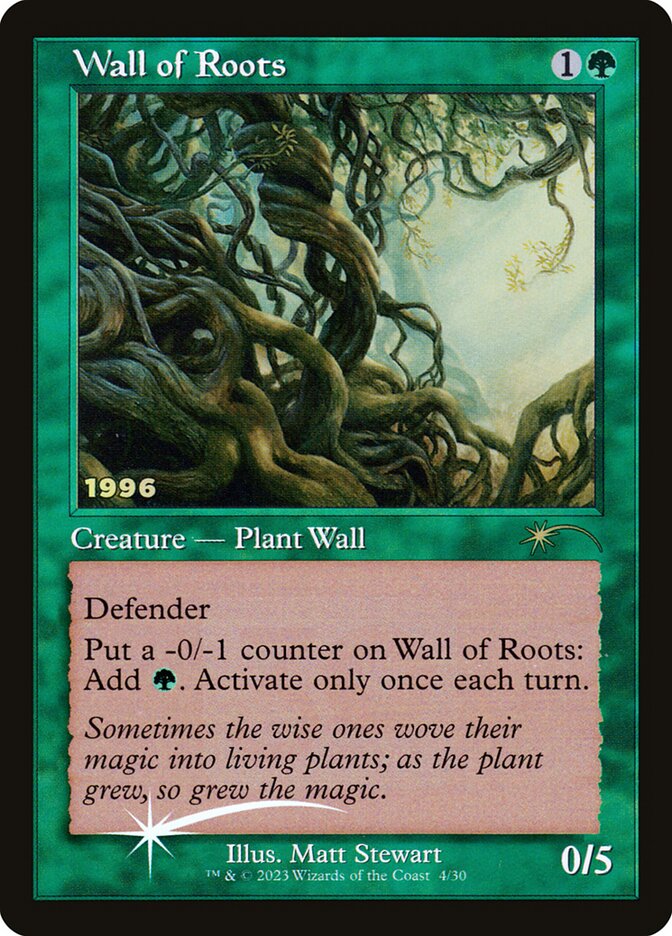 Wall of Roots 1
1996
Creature — Plant Wall
Defender
Put a -0/-1 counter on Wall of Roots:
Add . Activate only once each turn.
Sometimes the wise ones wove their
magic into living plants; as the plant
grew, so grew the magic.
Illus. Matt Stewart
0/5
™ & © 2023 Wizards of the Coast 4/30